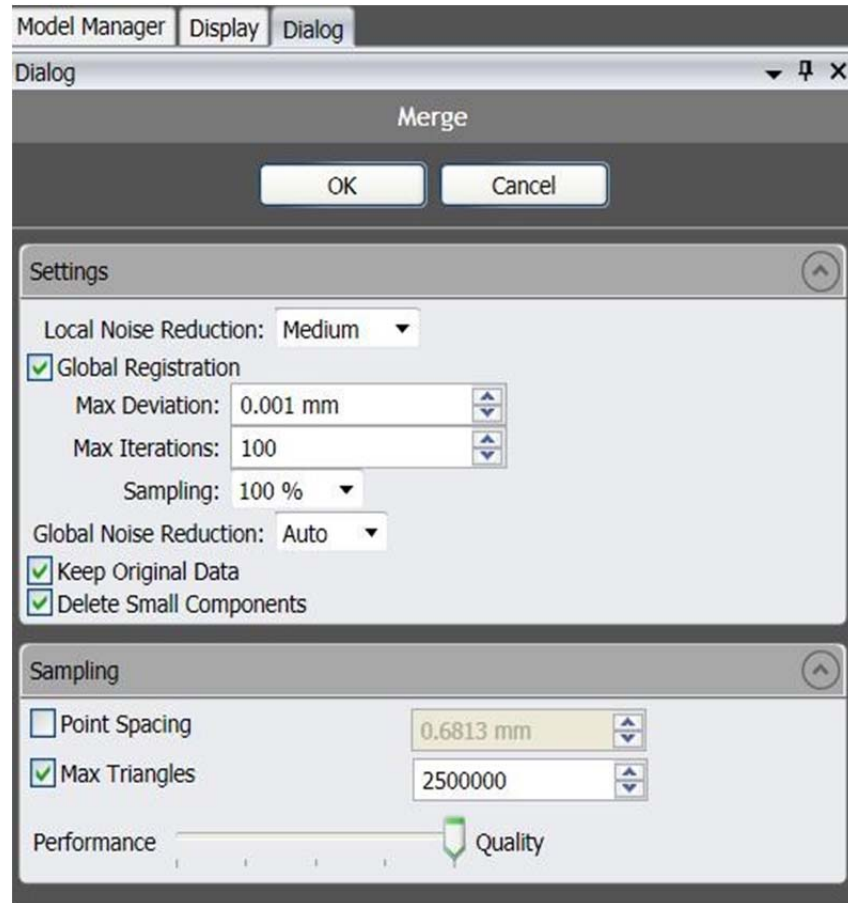 Model Manager Display Dialog
Dialog
Merge
OK Cancel
Settings
Local Noise Reduction: Medium
Global Registration
Max Deviation: 0.001 mm
Max Iterations: 100
Sampling: 100 %
Global Noise Reduction: Auto
Keep Original Data
Delete Small Components
Sampling
Point Spacing 0.6813 mm
Max Triangles 2500000
Performance Quality